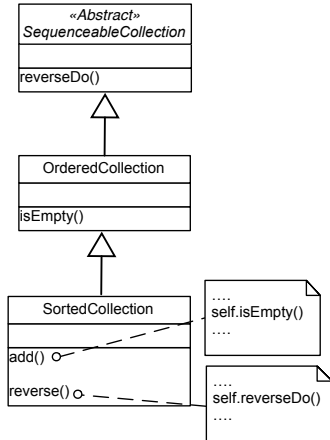 «Abstract»
SequenceableCollection
reverseDo()
OrderedCollection
isEmpty()
SortedCollection
add()
reverse()
....
self.isEmpty()
....
....
self.reverseDo()
....